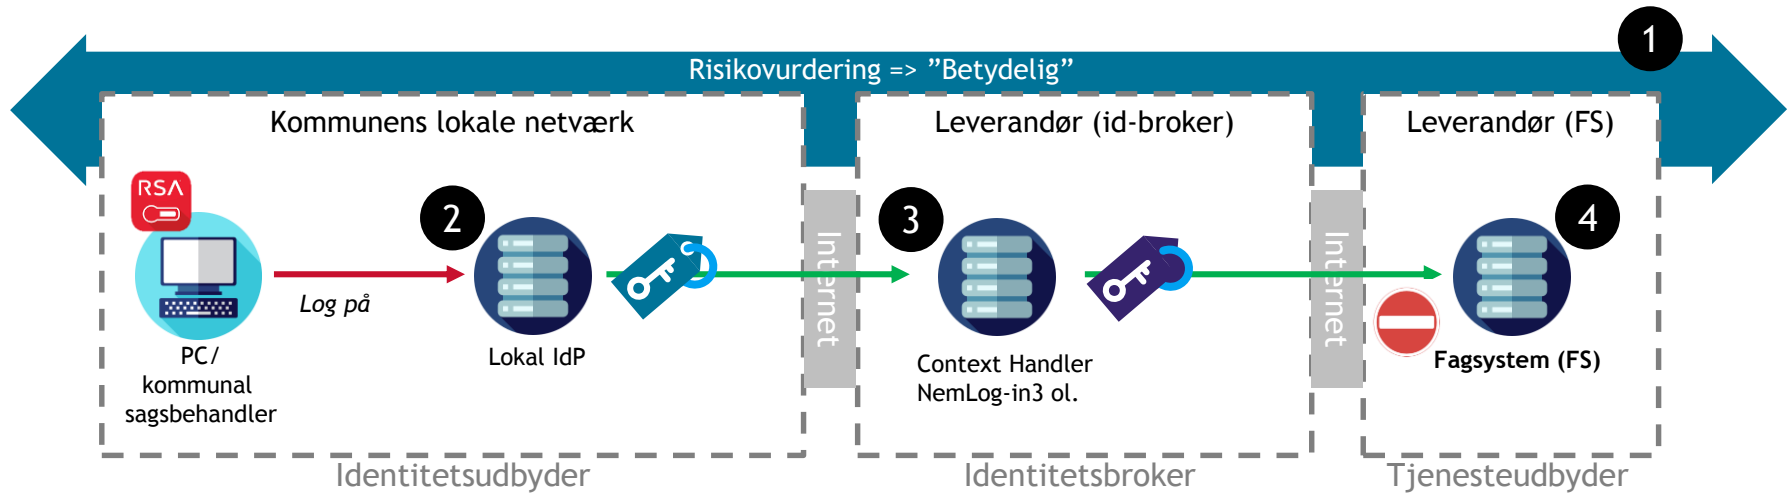 1
Risikovurdering => ”Betydelig”
Kommunens lokale netværk
Leverandør (id-broker)
Leverandør (FS)
RSA
2
3
4
Internet
Internet
Log på
PC/
kommunal
sagsbehandler
Lokal IdP
Context Handler
NemLog-in3 ol.
Fagsystem (FS)
Identitetsudbyder
Identitetsbroker
Tjenesteudbyder